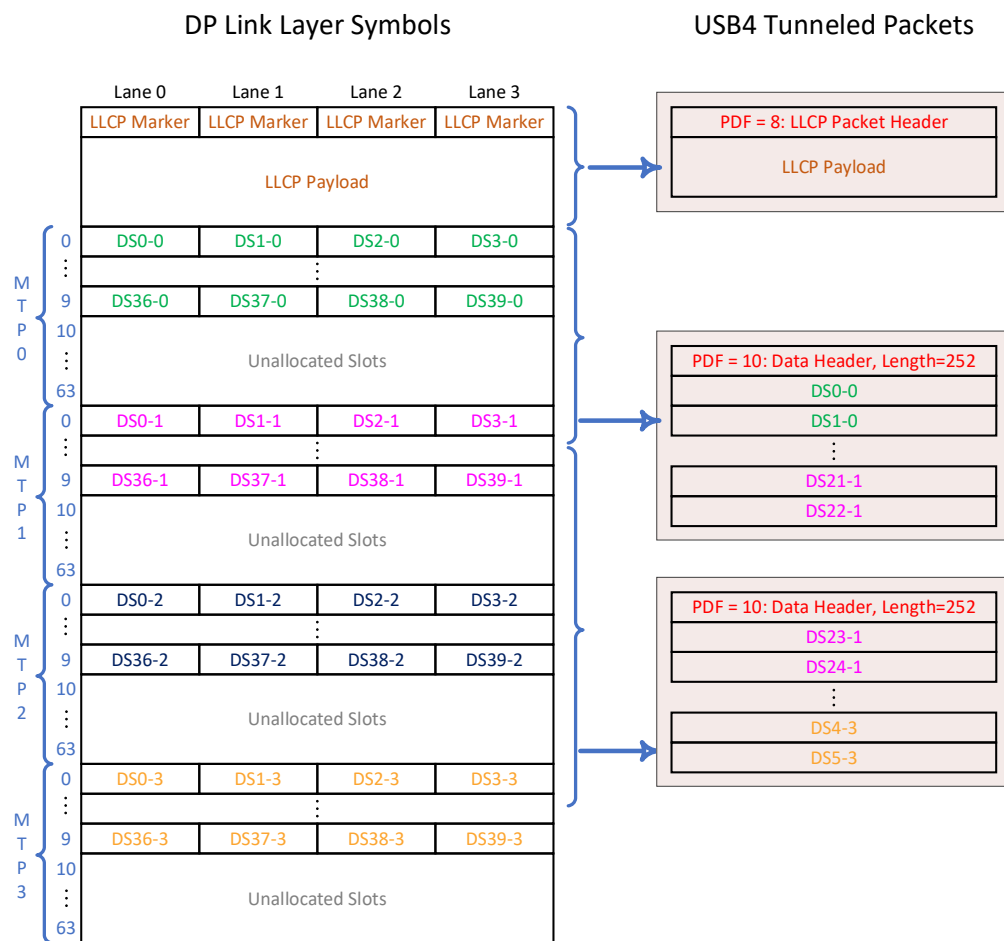 DP Link Layer Symbols
USB4 Tunneled Packets
Lane 0 Lane 1 Lane 2 Lane 3
LLCP Marker LLCP Marker LLCP Marker LLCP Marker
LLCP Payload
MTP0
0 DS0-0 DS1-0 DS2-0 DS3-0
⋮ ⋮
9 DS36-0 DS37-0 DS38-0 DS39-0
10
⋮ Unallocated Slots
63
MTP1
0 DS0-1 DS1-1 DS2-1 DS3-1
⋮ ⋮
9 DS36-1 DS37-1 DS38-1 DS39-1
10
⋮ Unallocated Slots
63
MTP2
0 DS0-2 DS1-2 DS2-2 DS3-2
⋮ ⋮
9 DS36-2 DS37-2 DS38-2 DS39-2
10
⋮ Unallocated Slots
63
MTP3
0 DS0-3 DS1-3 DS2-3 DS3-3
⋮ ⋮
9 DS36-3 DS37-3 DS38-3 DS39-3
10
⋮ Unallocated Slots
63
PDF = 8: LLCP Packet Header
LLCP Payload
PDF = 10: Data Header, Length=252
DS0-0
DS1-0
⋮
DS21-1
DS22-1
PDF = 10: Data Header, Length=252
DS23-1
DS24-1
⋮
DS4-3
DS5-3